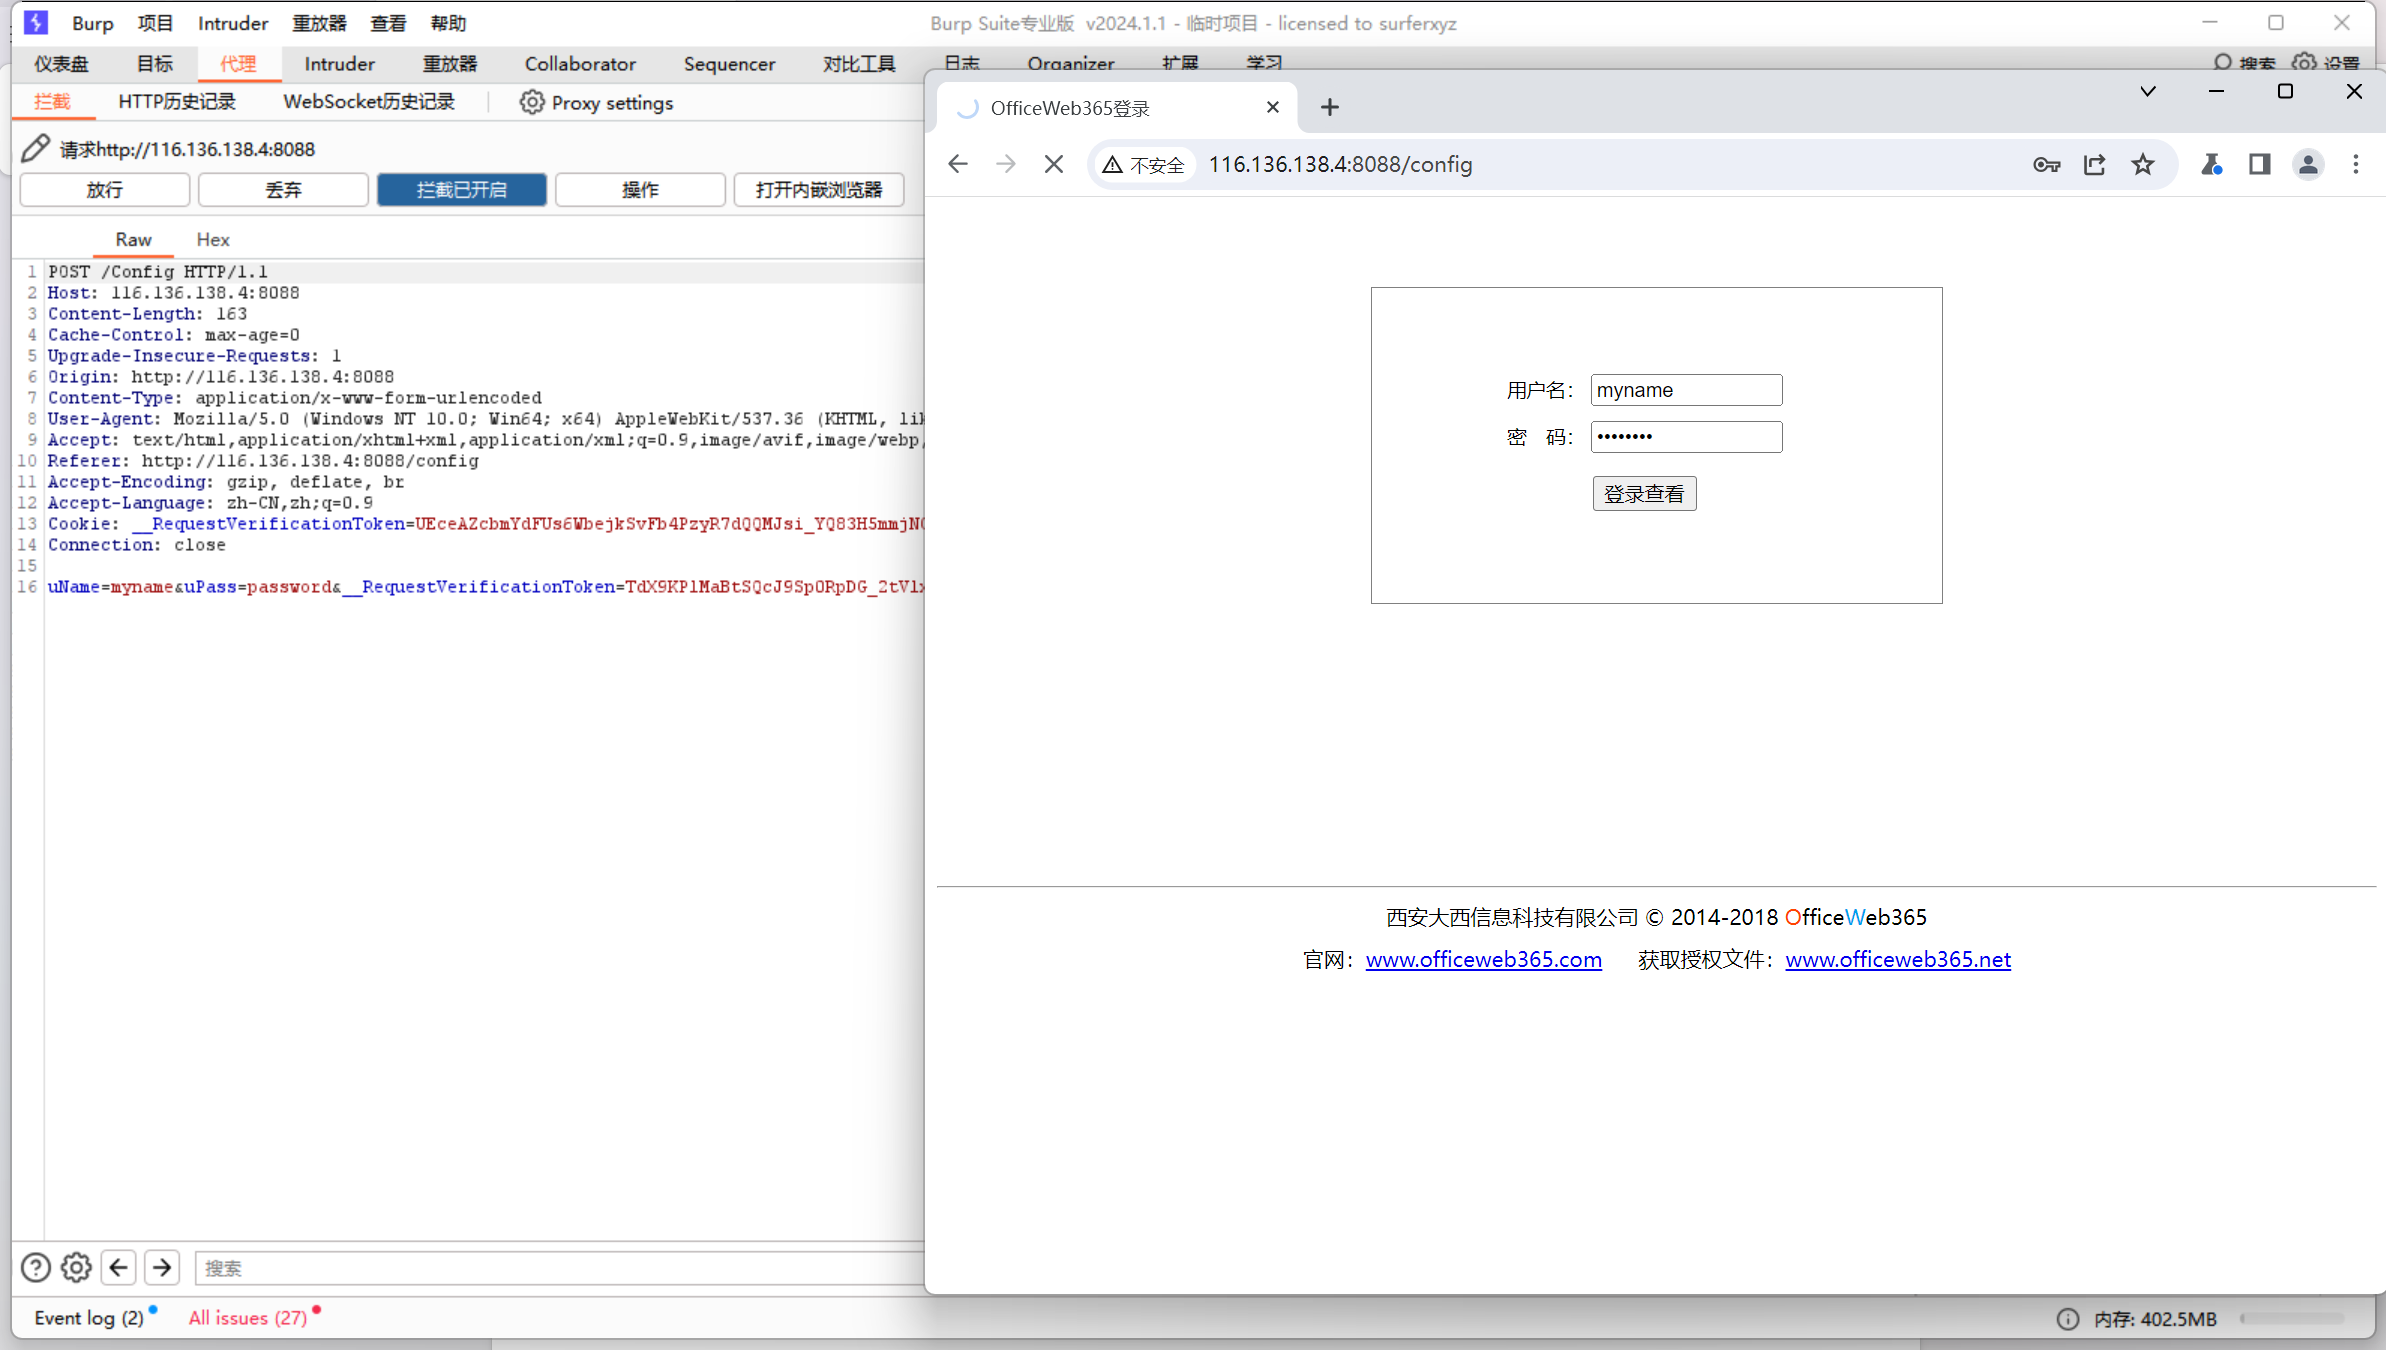 Burp 项目 Intruder 重放器 查看 帮助 Burp Suite专业版 v2024.1.1 - 临时项目 - licensed to surferxyz
仪表盘 目标 代理 Intruder 重放器 Collaborator Sequencer 对比工具 日志 Organizer 扩展 学习 搜索 设置
拦截 HTTP历史记录 WebSocket历史记录 Proxy settings
请求http://116.136.138.4:8088
放行 丢弃 拦截已开启 操作 打开内嵌浏览器
Raw Hex
1 POST /Config HTTP/1.1
2 Host: 116.136.138.4:8088
3 Content-Length: 163
4 Cache-Control: max-age=0
5 Upgrade-Insecure-Requests: 1
6 Origin: http://116.136.138.4:8088
7 Content-Type: application/x-www-form-urlencoded
8 User-Agent: Mozilla/5.0 (Windows NT 10.0; Win64; x64) AppleWebKit/537.36 (KHTML, lik
9 Accept: text/html,application/xhtml+xml,application/xml;q=0.9,image/avif,image/webp,
10 Referer: http://116.136.138.4:8088/config
11 Accept-Encoding: gzip, deflate, br
12 Accept-Language: zh-CN,zh;q=0.9
13 Cookie: __RequestVerificationToken=UEceAZcbmYdFUs6WbejkSvFb4PzyR7dQQMJsi_YQ83H5mmjN
14 Connection: close
15
16 uName=myname&uPass=password&__RequestVerificationToken=TdX9KPlMaBtSQcJ9SpORpDG_2tVlx
搜索
Event log (2) All issues (27) 内存: 402.5MB
OfficeWeb365登录
不安全 116.136.138.4:8088/config
用户名： myname
密 码： ••••••••
登录查看
西安大西信息科技有限公司 © 2014-2018 OfficeWeb365
官网：www.officeweb365.com 获取授权文件：www.officeweb365.net